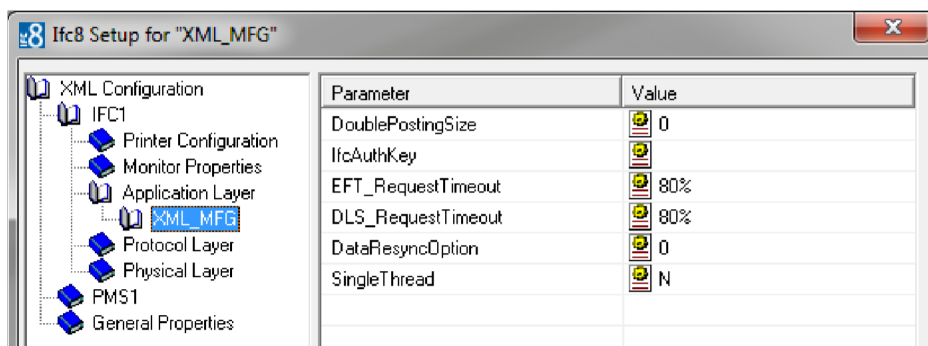 Ifc8 Setup for "XML_MFG"
XML Configuration
IFC1
Printer Configuration
Monitor Properties
Application Layer
XML_MFG
Protocol Layer
Physical Layer
PMS1
General Properties
Parameter Value
DoublePostingSize 0
IfcAuthKey
EFT_RequestTimeout 80%
DLS_RequestTimeout 80%
DataResyncOption 0
SingleThread N